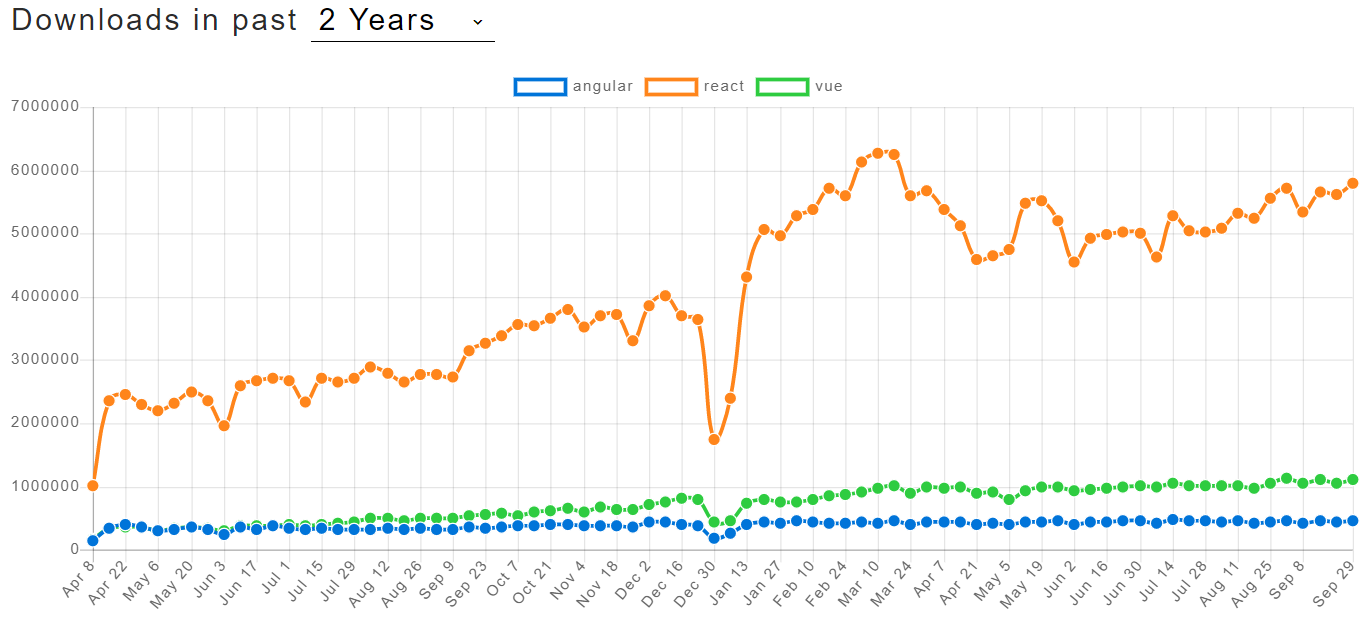 Downloads in past 2 Years
angular react vue
7000000
6000000
5000000
4000000
3000000
2000000
1000000
0
Apr 8 Apr 22 May 6 May 20 Jun 3 Jun 17 Jul 1 Jul 15 Jul 29 Aug 12 Aug 26 Sep 9 Sep 23 Oct 7 Oct 21 Nov 4 Nov 18 Dec 2 Dec 16 Dec 30 Jan 13 Jan 27 Feb 10 Feb 24 Mar 10 Mar 24 Apr 7 Apr 21 May 5 May 19 Jun 2 Jun 16 Jun 30 Jul 14 Jul 28 Aug 11 Aug 25 Sep 8 Sep 29